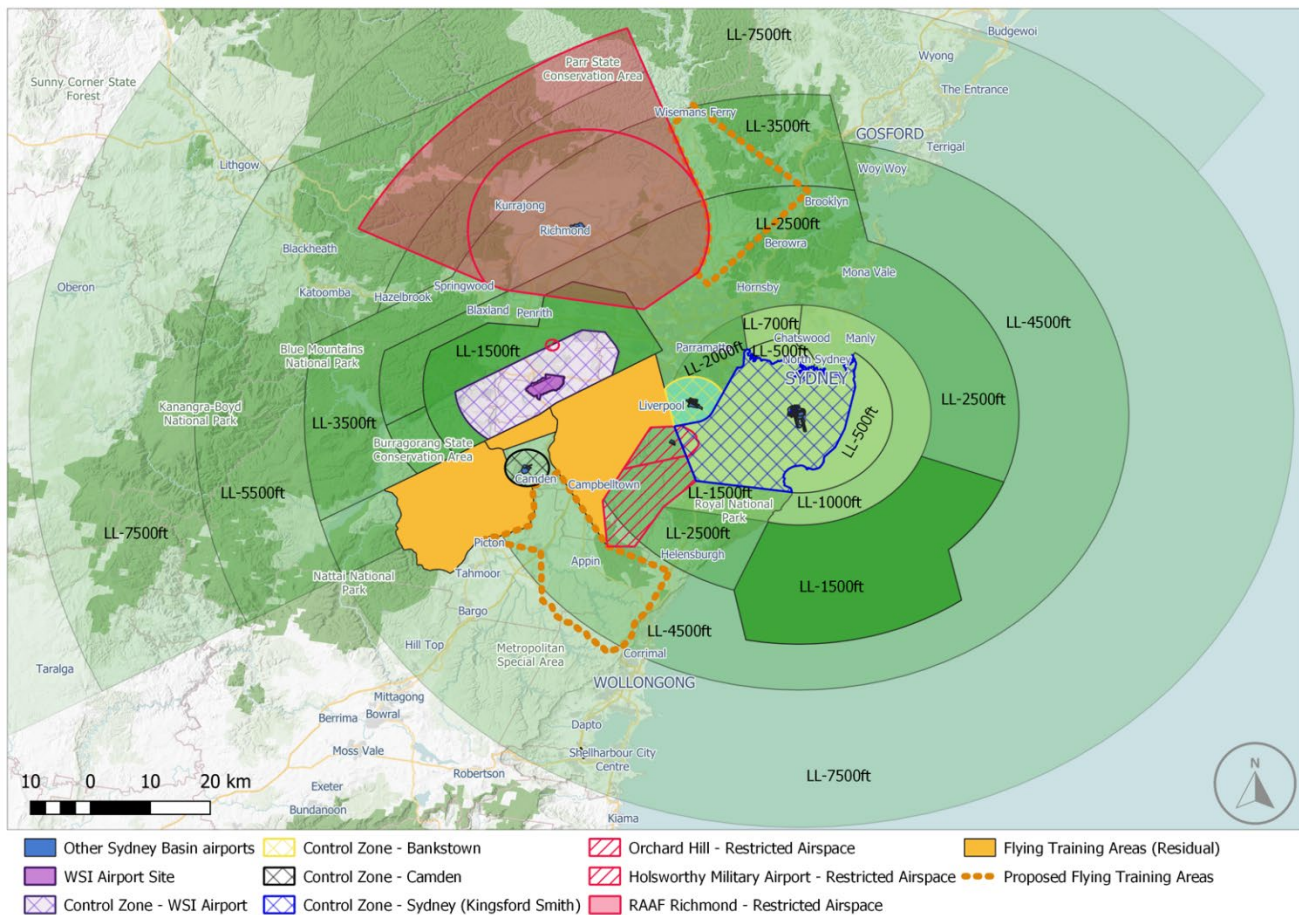 LL-7500ft
Budgewoi
Parr State
Conservation Area
Wyong
Sunny Corner State
Forest
The Entrance
Wisemans Ferry
LL-3500ft
GOSFORD
Terrigal
Lithgow
Woy Woy
Kurrajong
Brooklyn
Richmond
LL-2500ft
Berowra
Blackheath
Mona Vale
Oberon
Katoomba
Hazelbrook
Springwood
Hornsby
Blaxland
Penrith
LL-700ft
LL-4500ft
Chatswood
Manly
Blue Mountains
National Park
LL-1500ft
Parramatta
LL-2000ft
LL-500ft
North Sydney
SYDNEY
Kanangra-Boyd
National Park
LL-3500ft
Liverpool
LL-2500ft
LL-500ft
Burragorang State
Conservation Area
Camden
Campbelltown
LL-5500ft
LL-1500ft
Royal National
Park
LL-1000ft
LL-7500ft
LL-2500ft
Picton
Helensburgh
Appin
Nattai National
Park
Tahmoor
LL-1500ft
Bargo
LL-4500ft
Hill Top
Metropolitan
Special Area
Corrimal
Taralga
WOLLONGONG
Mittagong
Berrima
Bowral
Dapto
Moss Vale
Shellharbour City
Centre
LL-7500ft
Robertson
Exeter
Bundanoon
Kiama
10 0 10 20 km
N
Other Sydney Basin airports
WSI Airport Site
Control Zone - WSI Airport
Control Zone - Bankstown
Control Zone - Camden
Control Zone - Sydney (Kingsford Smith)
Orchard Hill - Restricted Airspace
Holsworthy Military Airport - Restricted Airspace
RAAF Richmond - Restricted Airspace
Flying Training Areas (Residual)
Proposed Flying Training Areas